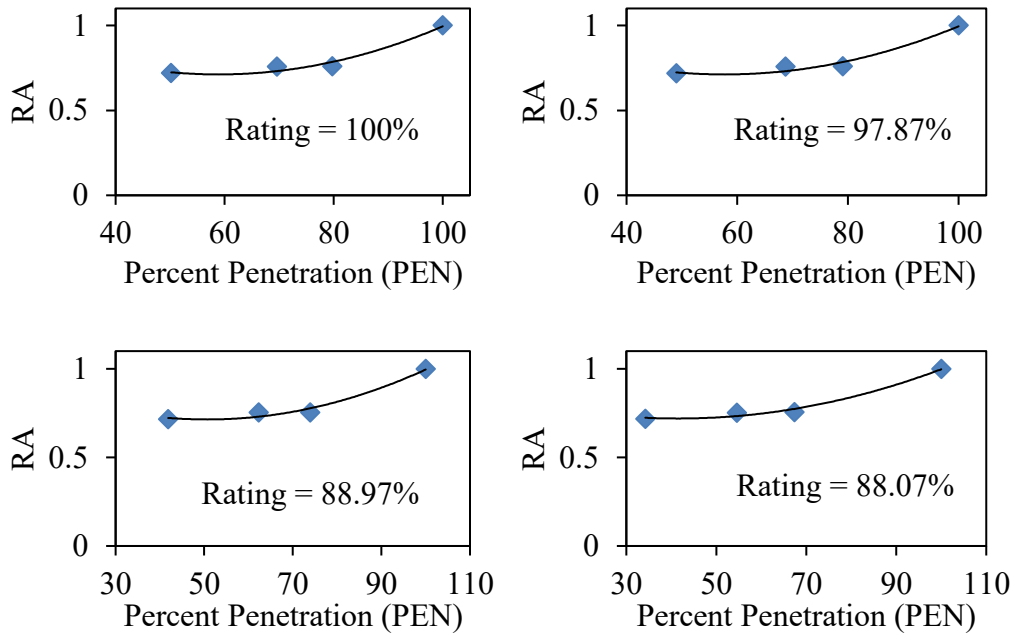 1
0.5
0
RA
Rating = 100%
40 60 80 100
Percent Penetration (PEN)
1
0.5
0
RA
Rating = 97.87%
40 60 80 100
Percent Penetration (PEN)
1
0.5
0
RA
Rating = 88.97%
30 50 70 90 110
Percent Penetration (PEN)
1
0.5
0
RA
Rating = 88.07%
30 50 70 90 110
Percent Penetration (PEN)